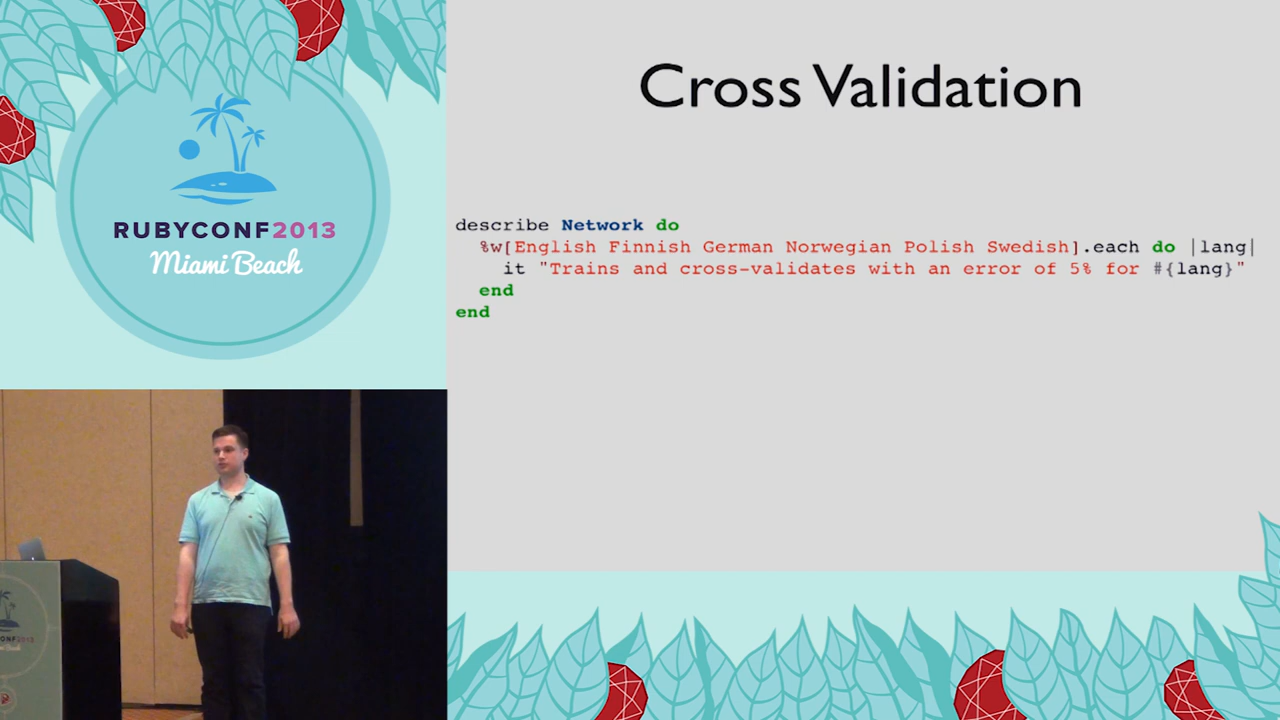 RUBYCONF2013
Miami Beach
Cross Validation
describe Network do
%w[English Finnish German Norwegian Polish Swedish].each do |lang|
it "Trains and cross-validates with an error of 5% for #{lang}"
end
end